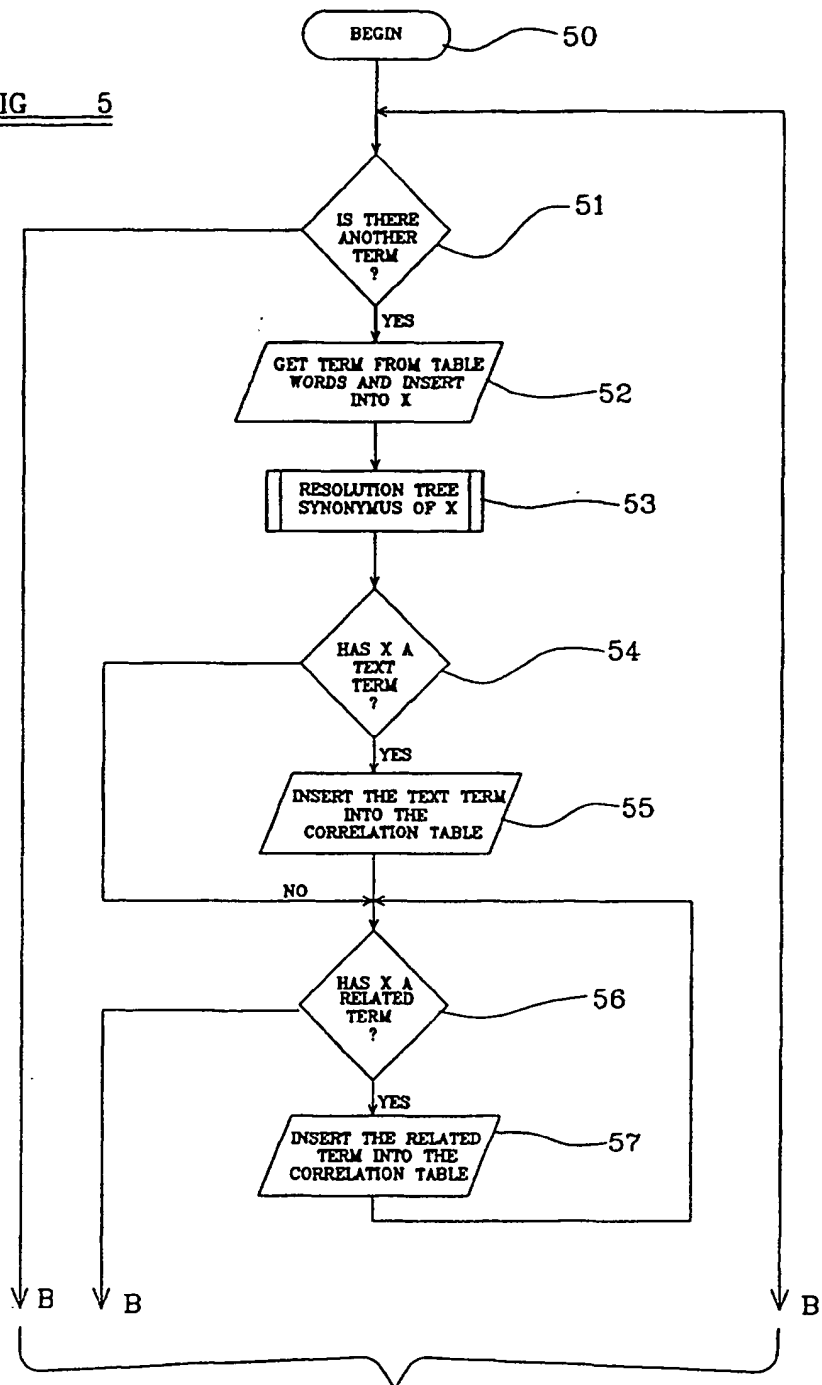 BEGIN
50
IG 5
IS THERE
ANOTHER
TERM
?
51
YES
GET TERM FROM TABLE
WORDS AND INSERT
INTO X
52
RESOLUTION TREE
SYNONYMUS OF X
53
HAS X A
TEXT
TERM
?
54
YES
INSERT THE TEXT TERM
INTO THE
CORRELATION TABLE
55
NO
HAS X A
RELATED
TERM
?
56
YES
INSERT THE RELATED
TERM INTO THE
CORRELATION TABLE
57
B
B
B